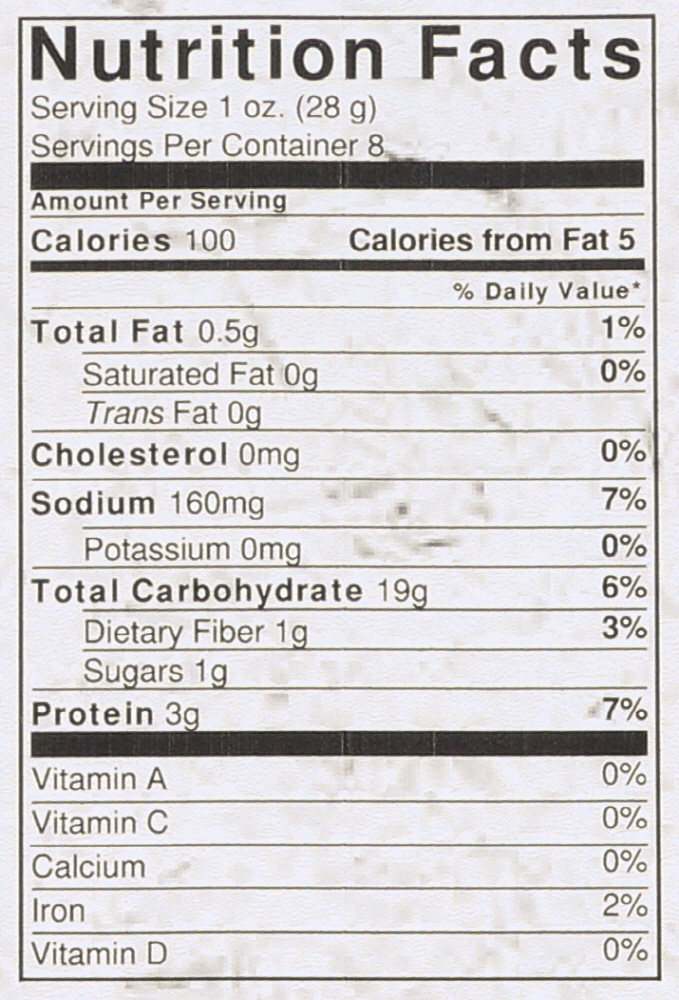 Nutrition Facts
Serving Size 1 oz. (28 g)
Servings Per Container 8
Amount Per Serving
Calories 100 Calories from Fat 5
% Daily Value*
Total Fat 0.5g 1%
Saturated Fat 0g 0%
Trans Fat 0g
Cholesterol 0mg 0%
Sodium 160mg 7%
Potassium 0mg 0%
Total Carbohydrate 19g 6%
Dietary Fiber 1g 3%
Sugars 1g
Protein 3g 7%
Vitamin A 0%
Vitamin C 0%
Calcium 0%
Iron 2%
Vitamin D 0%